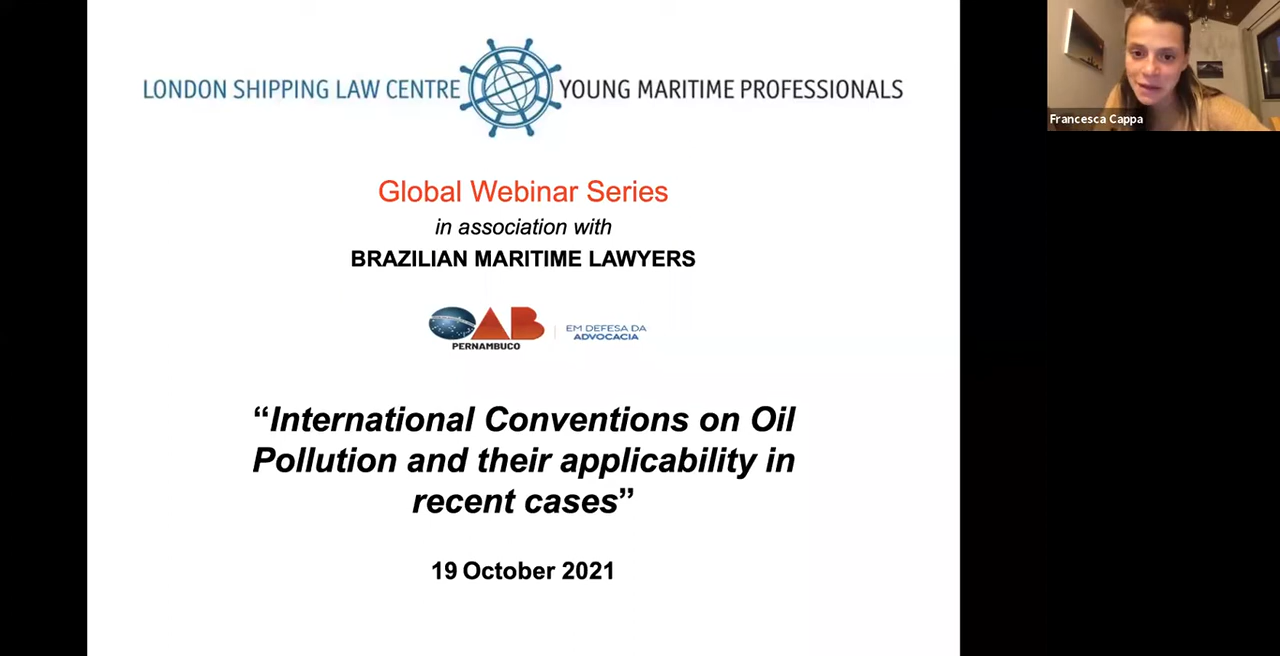 LONDON SHIPPING LAW CENTRE YOUNG MARITIME PROFESSIONALS
Francesca Cappa
Global Webinar Series
in association with
BRAZILIAN MARITIME LAWYERS
OAB
PERNAMBUCO
EM DEFESA DA
ADVOCACIA
“International Conventions on Oil
Pollution and their applicability in
recent cases”
19 October 2021